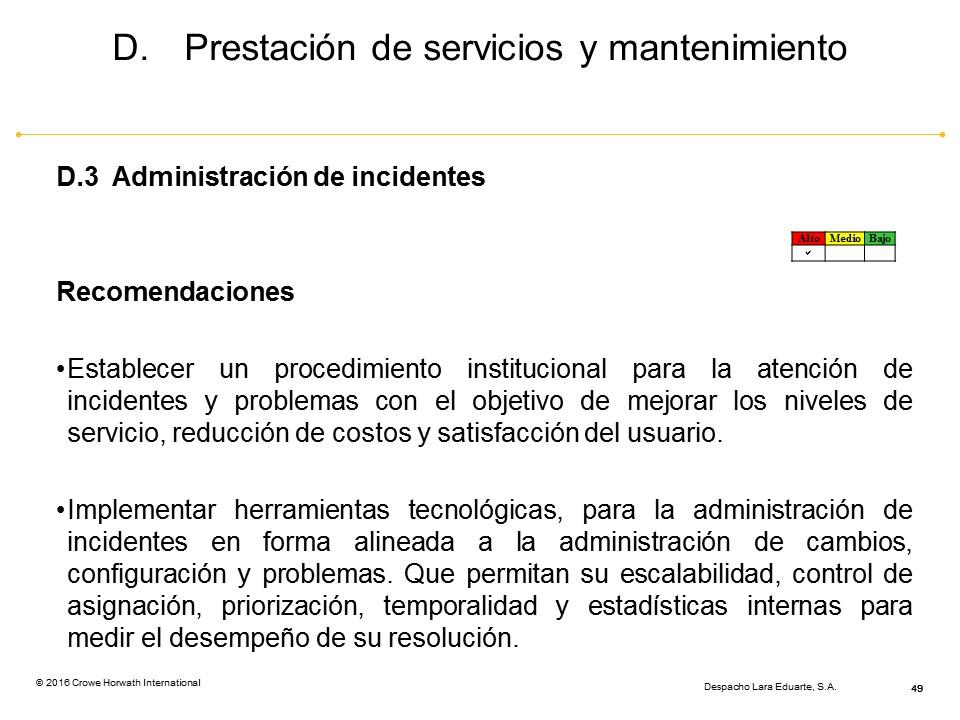 D. Prestación de servicios y mantenimiento
D.3 Administración de incidentes
Alto Medio Bajo
✓
Recomendaciones
•Establecer un procedimiento institucional para la atención de
incidentes y problemas con el objetivo de mejorar los niveles de
servicio, reducción de costos y satisfacción del usuario.
•Implementar herramientas tecnológicas, para la administración de
incidentes en forma alineada a la administración de cambios,
configuración y problemas. Que permitan su escalabilidad, control de
asignación, priorización, temporalidad y estadísticas internas para
medir el desempeño de su resolución.
© 2016 Crowe Horwath International
Despacho Lara Eduarte, S.A.
49